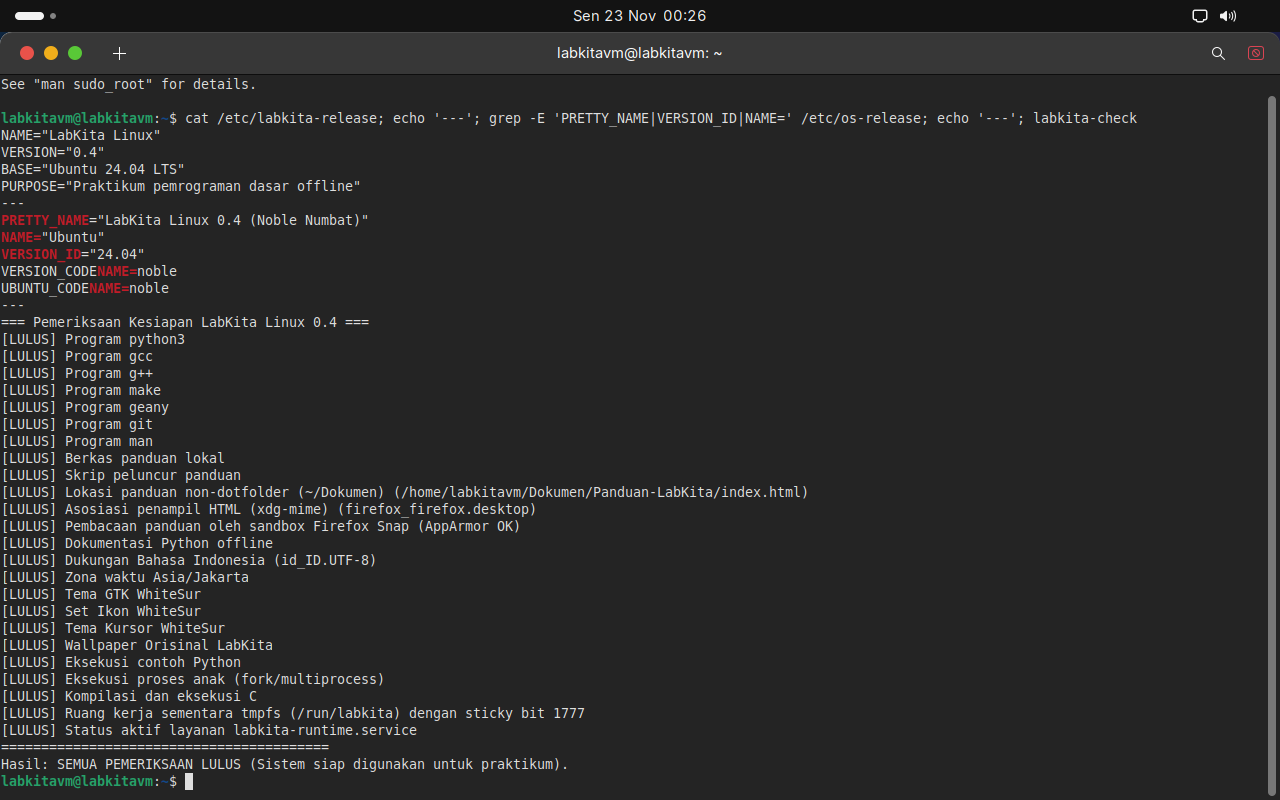 Sen 23 Nov 00:26
labkitavm@labkitavm: ~
See "man sudo_root" for details.
labkitavm@labkitavm:~$ cat /etc/labkita-release; echo '---'; grep -E 'PRETTY_NAME|VERSION_ID|NAME=' /etc/os-release; echo '---'; labkita-check
NAME="LabKita Linux"
VERSION="0.4"
BASE="Ubuntu 24.04 LTS"
PURPOSE="Praktikum pemrograman dasar offline"
---
PRETTY_NAME="LabKita Linux 0.4 (Noble Numbat)"
NAME="Ubuntu"
VERSION_ID="24.04"
VERSION_CODENAME=noble
UBUNTU_CODENAME=noble
---
=== Pemeriksaan Kesiapan LabKita Linux 0.4 ===
[LULUS] Program python3
[LULUS] Program gcc
[LULUS] Program g++
[LULUS] Program make
[LULUS] Program geany
[LULUS] Program git
[LULUS] Program man
[LULUS] Berkas panduan lokal
[LULUS] Skrip peluncur panduan
[LULUS] Lokasi panduan non-dotfolder (~/Dokumen) (/home/labkitavm/Dokumen/Panduan-LabKita/index.html)
[LULUS] Asosiasi penampil HTML (xdg-mime) (firefox_firefox.desktop)
[LULUS] Pembacaan panduan oleh sandbox Firefox Snap (AppArmor OK)
[LULUS] Dokumentasi Python offline
[LULUS] Dukungan Bahasa Indonesia (id_ID.UTF-8)
[LULUS] Zona waktu Asia/Jakarta
[LULUS] Tema GTK WhiteSur
[LULUS] Set Ikon WhiteSur
[LULUS] Tema Kursor WhiteSur
[LULUS] Wallpaper Orisinal LabKita
[LULUS] Eksekusi contoh Python
[LULUS] Eksekusi proses anak (fork/multiprocess)
[LULUS] Kompilasi dan eksekusi C
[LULUS] Ruang kerja sementara tmpfs (/run/labkita) dengan sticky bit 1777
[LULUS] Status aktif layanan labkita-runtime.service
=========================================
Hasil: SEMUA PEMERIKSAAN LULUS (Sistem siap digunakan untuk praktikum).
labkitavm@labkitavm:~$